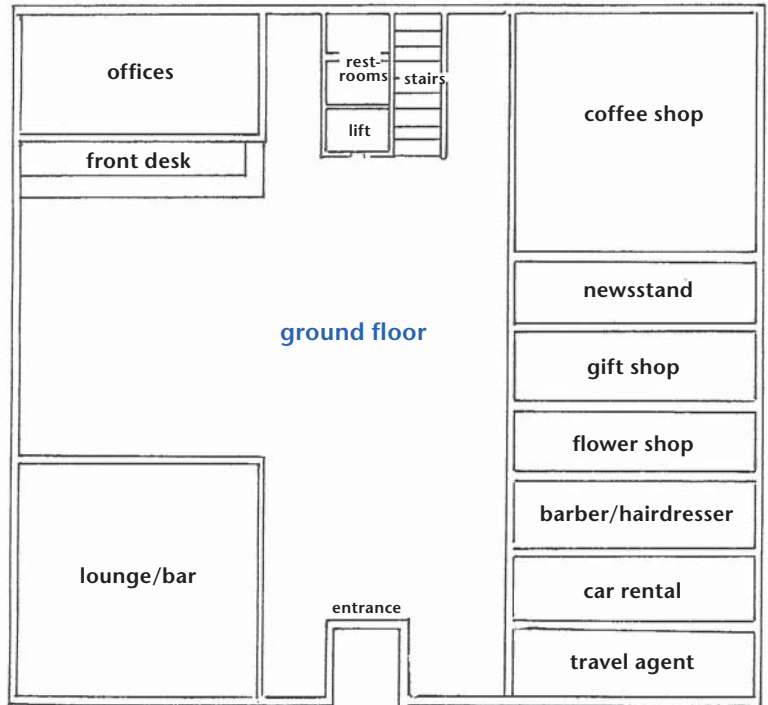 offices
rest-
rooms
stairs
lift
coffee shop
front desk
newsstand
ground floor
gift shop
flower shop
barber/hairdresser
lounge/bar
car rental
entrance
travel agent